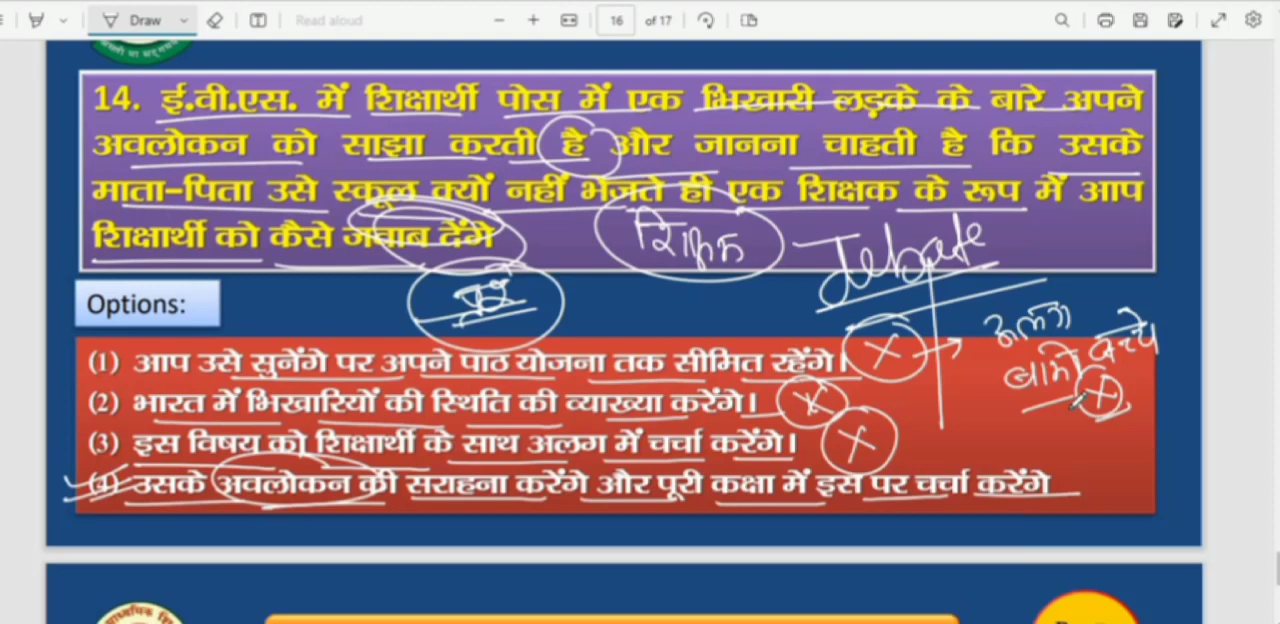 Draw
Read aloud
16 of 17
14. ई.वी.एस. में शिक्षार्थी पोस में एक भिखारी लड़के के बारे अपने
अवलोकन को साझा करती है और जानना चाहती है कि उसके
माता-पिता उसे स्कूल क्यों नहीं भेजते ही एक शिक्षक के रूप में आप
शिक्षार्थी को कैसे जवाब देंगे
debate
Options:
अलग
(1) आप उसे सुनेंगे पर अपने पाठ योजना तक सीमित रहेंगे।
(2) भारत में भिखारियों की स्थिति की व्याख्या करेंगे।
(3) इस विषय को शिक्षार्थी के साथ अलग में चर्चा करेंगे।
(4) उसके अवलोकन की सराहना करेंगे और पूरी कक्षा में इस पर चर्चा करेंगे